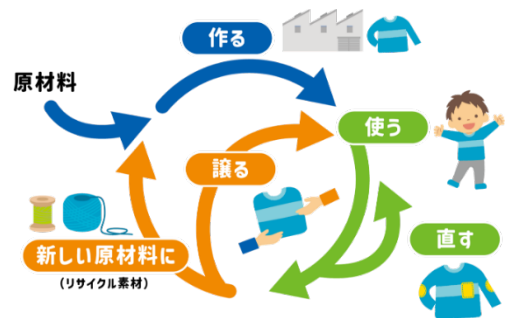 作る
原材料
使う
譲る
直す
新しい原材料に
(リサイクル素材)